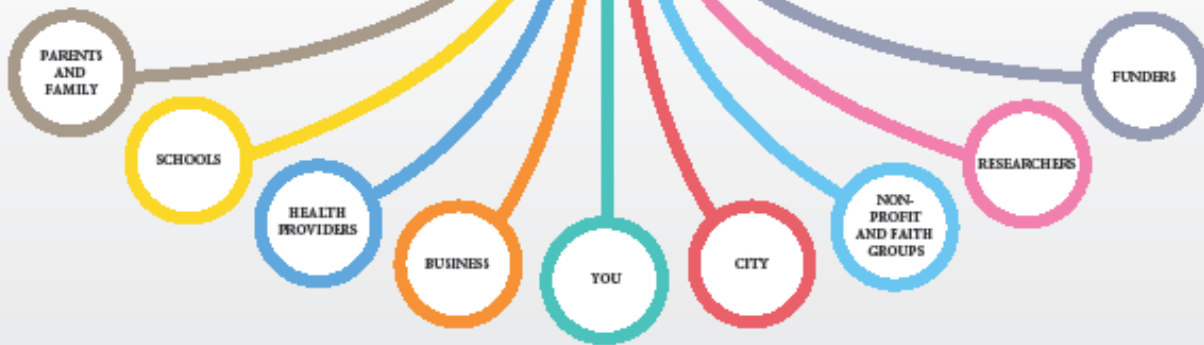 PARENTS
AND
FAMILY
SCHOOLS
HEALTH
PROVIDERS
BUSINESS
YOU
CITY
NON-
PROFIT
AND FAITH
GROUPS
RESEARCHERS
FUNDERS